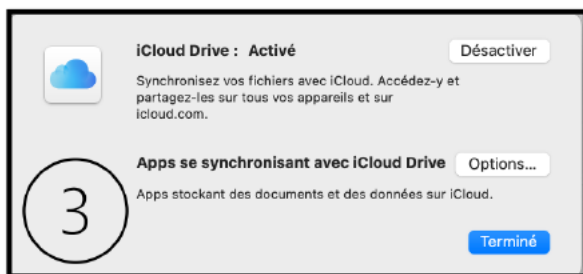 iCloud Drive : Activé
Désactiver
Synchronisez vos fichiers avec iCloud. Accédez-y et
partagez-les sur tous vos appareils et sur
icloud.com.
Apps se synchronisant avec iCloud Drive
Options...
Apps stockant des documents et des données sur iCloud.
3
Terminé